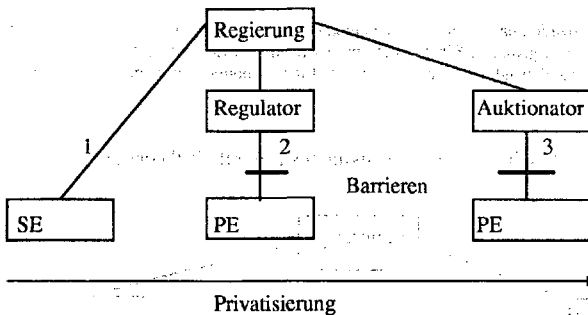 Regierung
Regulator
Auktionator
1
2
3
Barrieren
SE
PE
PE
Privatisierung